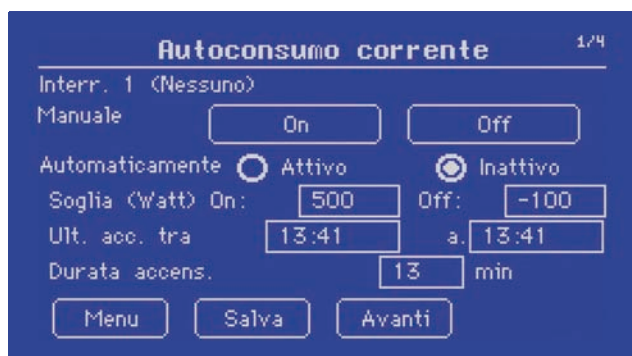 Autoconsumo corrente 1/4
Interr. 1 (Nessuno)
Manuale On Off
Automaticamente Attivo Inattivo
Soglia (Watt) On: 500 Off: -100
Ult. acc. tra 13:41 a. 13:41
Durata accens. 13 min
Menu Salva Avanti